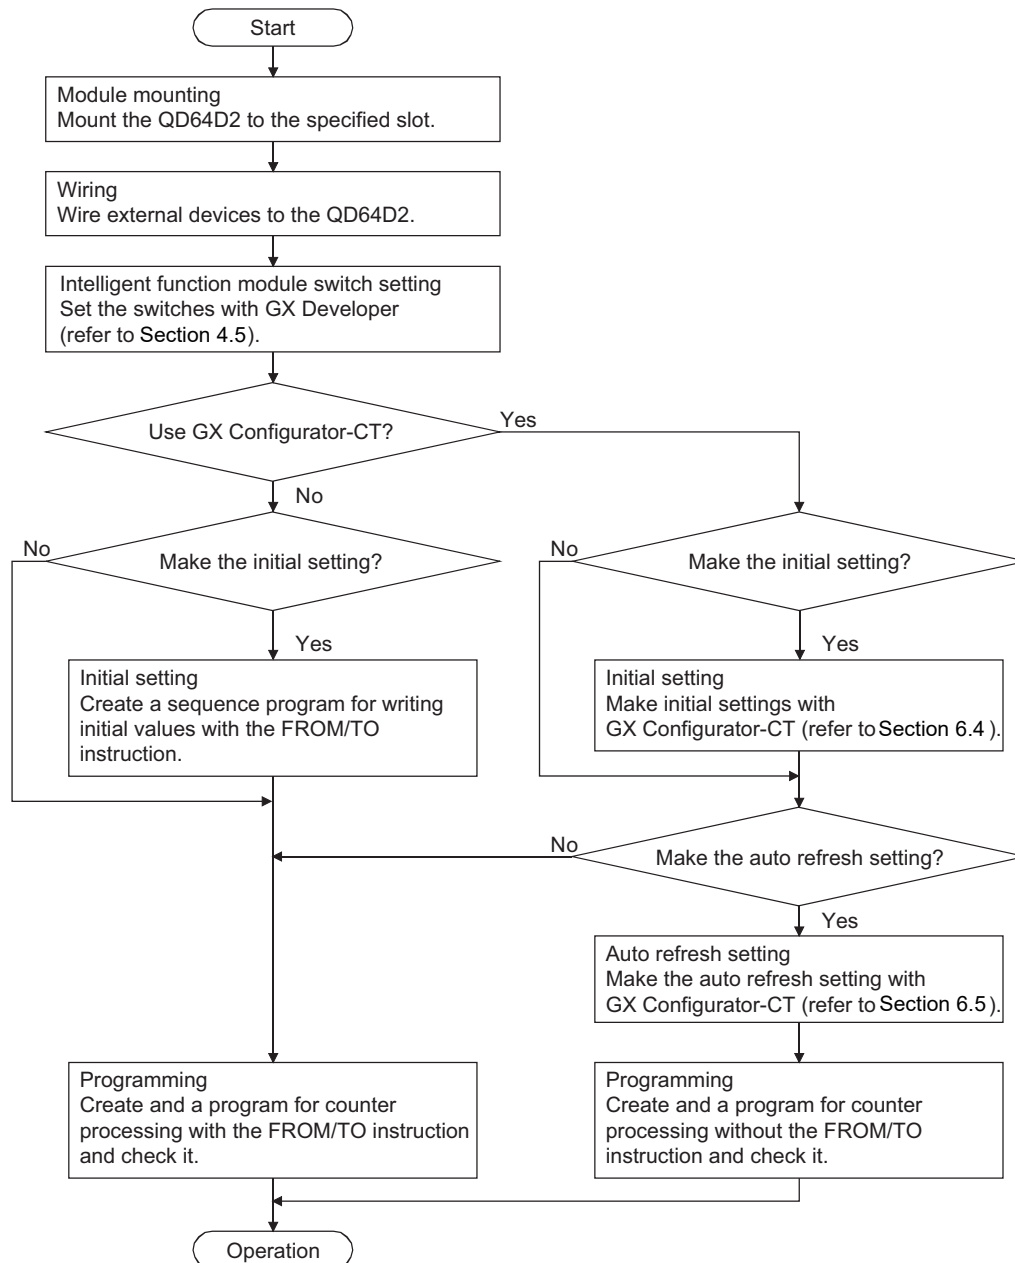 Start
Module mounting
Mount the QD64D2 to the specified slot.
Wiring
Wire external devices to the QD64D2.
Intelligent function module switch setting
Set the switches with GX Developer
(refer to Section 4.5).
Use GX Configurator-CT?
Yes
No
No
Make the initial setting?
Yes
No
Make the initial setting?
Yes
Initial setting
Create a sequence program for writing
initial values with the FROM/TO
instruction.
Initial setting
Make initial settings with
GX Configurator-CT (refer to Section 6.4 ).
No
Make the auto refresh setting?
Yes
Auto refresh setting
Make the auto refresh setting with
GX Configurator-CT (refer to Section 6.5 ).
Programming
Create and a program for counter
processing with the FROM/TO instruction
and check it.
Programming
Create and a program for counter
processing without the FROM/TO
instruction and check it.
Operation